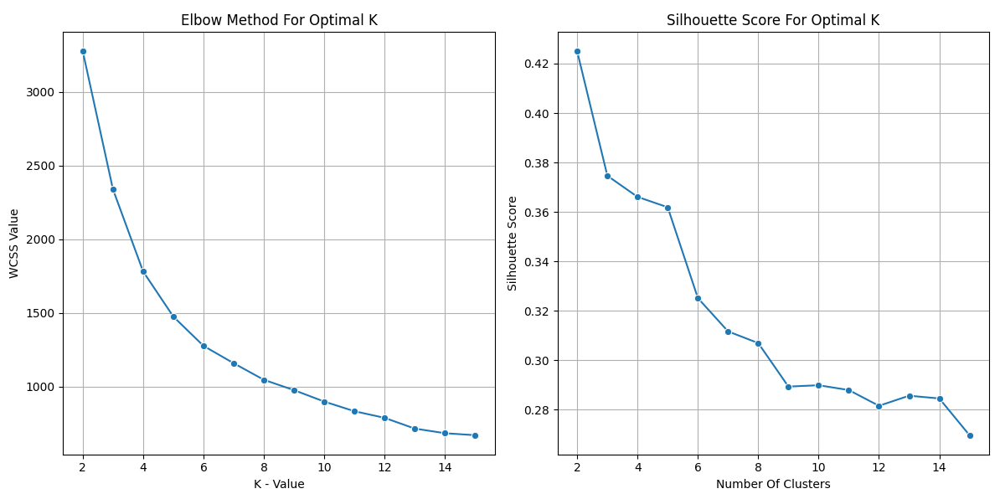 Elbow Method For Optimal K
3000
2500
2000
1500
1000
WCSS Value
2 4 6 8 10 12 14
K - Value
Silhouette Score For Optimal K
0.42
0.40
0.38
0.36
0.34
0.32
0.30
0.28
Silhouette Score
2 4 6 8 10 12 14
Number Of Clusters